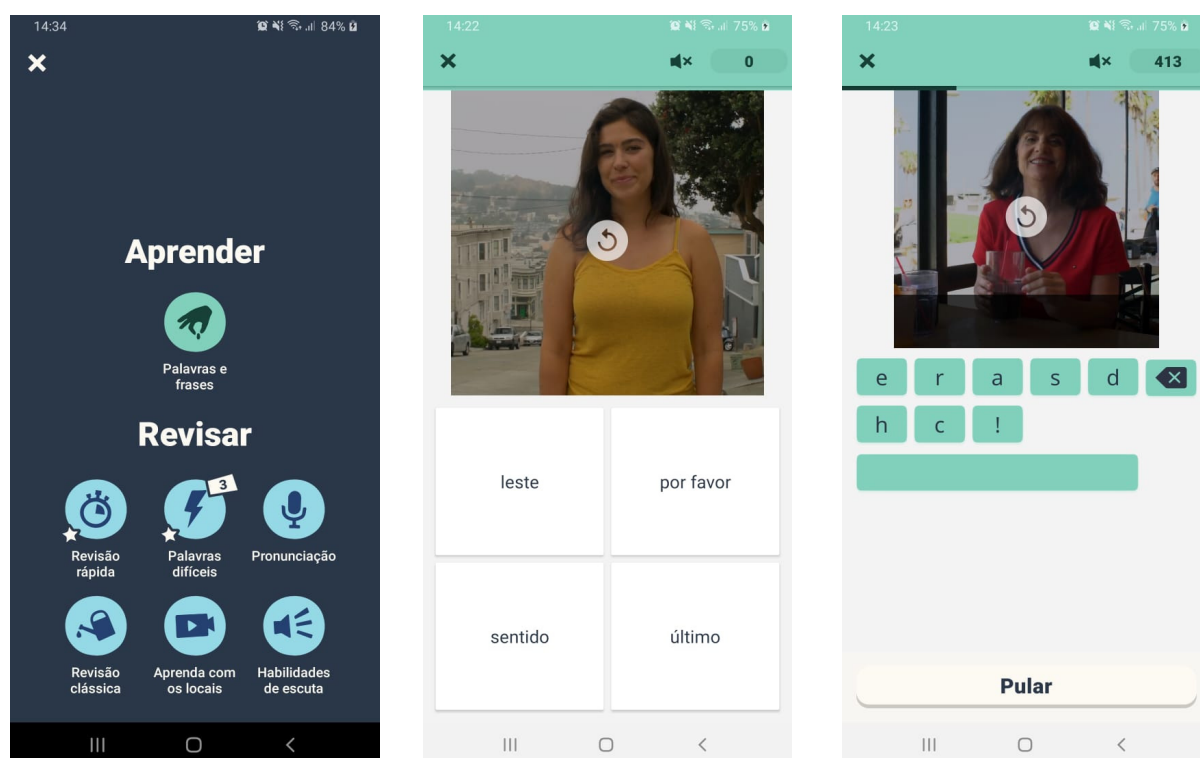 14:34
84%
Aprender
Palavras e
frases
Revisar
3
Revisão
rápida
Palavras
difíceis
Pronunciação
Revisão
clássica
Aprenda com
os locais
Habilidades
de escuta
14:22
75%
0
leste
por favor
sentido
último
14:23
75%
413
e r a s d
h c !
Pular